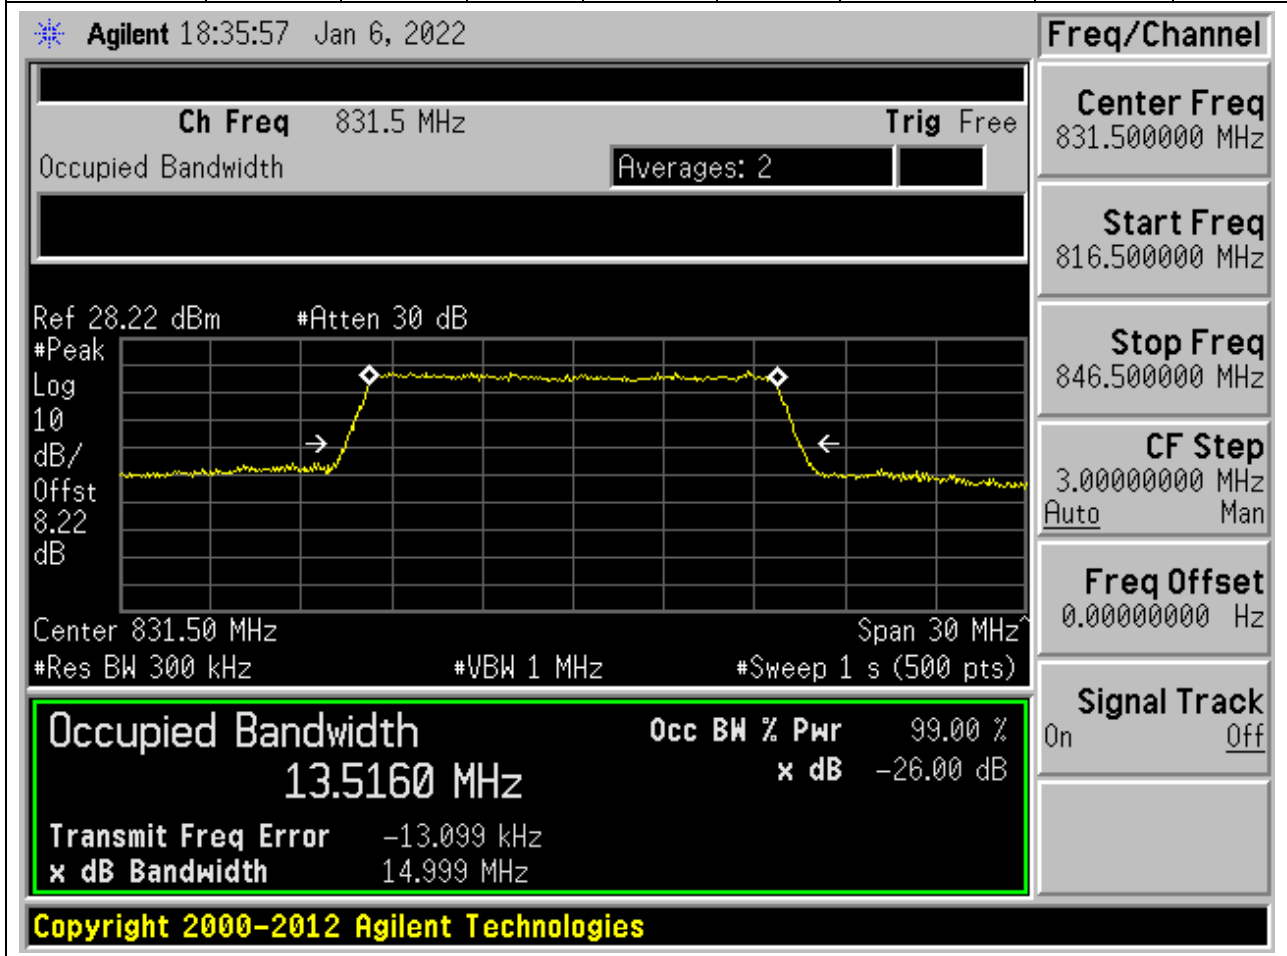 Agilent 18:35:57 Jan 6, 2022
Freq/Channel
Ch Freq 831.5 MHz Trig Free
Occupied Bandwidth Averages: 2
Center Freq
831.500000 MHz
Start Freq
816.500000 MHz
Stop Freq
846.500000 MHz
CF Step
3.00000000 MHz
Auto Man
Freq Offset
0.00000000 Hz
Signal Track
On Off
Ref 28.22 dBm #Atten 30 dB
#Peak
Log
10
dB/
Offst
8.22
dB
Center 831.50 MHz Span 30 MHz^
#Res BW 300 kHz #VBW 1 MHz #Sweep 1 s (500 pts)
Occupied Bandwidth Occ BW % Pwr 99.00 %
13.5160 MHz x dB -26.00 dB
Transmit Freq Error -13.099 kHz
x dB Bandwidth 14.999 MHz
Copyright 2000-2012 Agilent Technologies